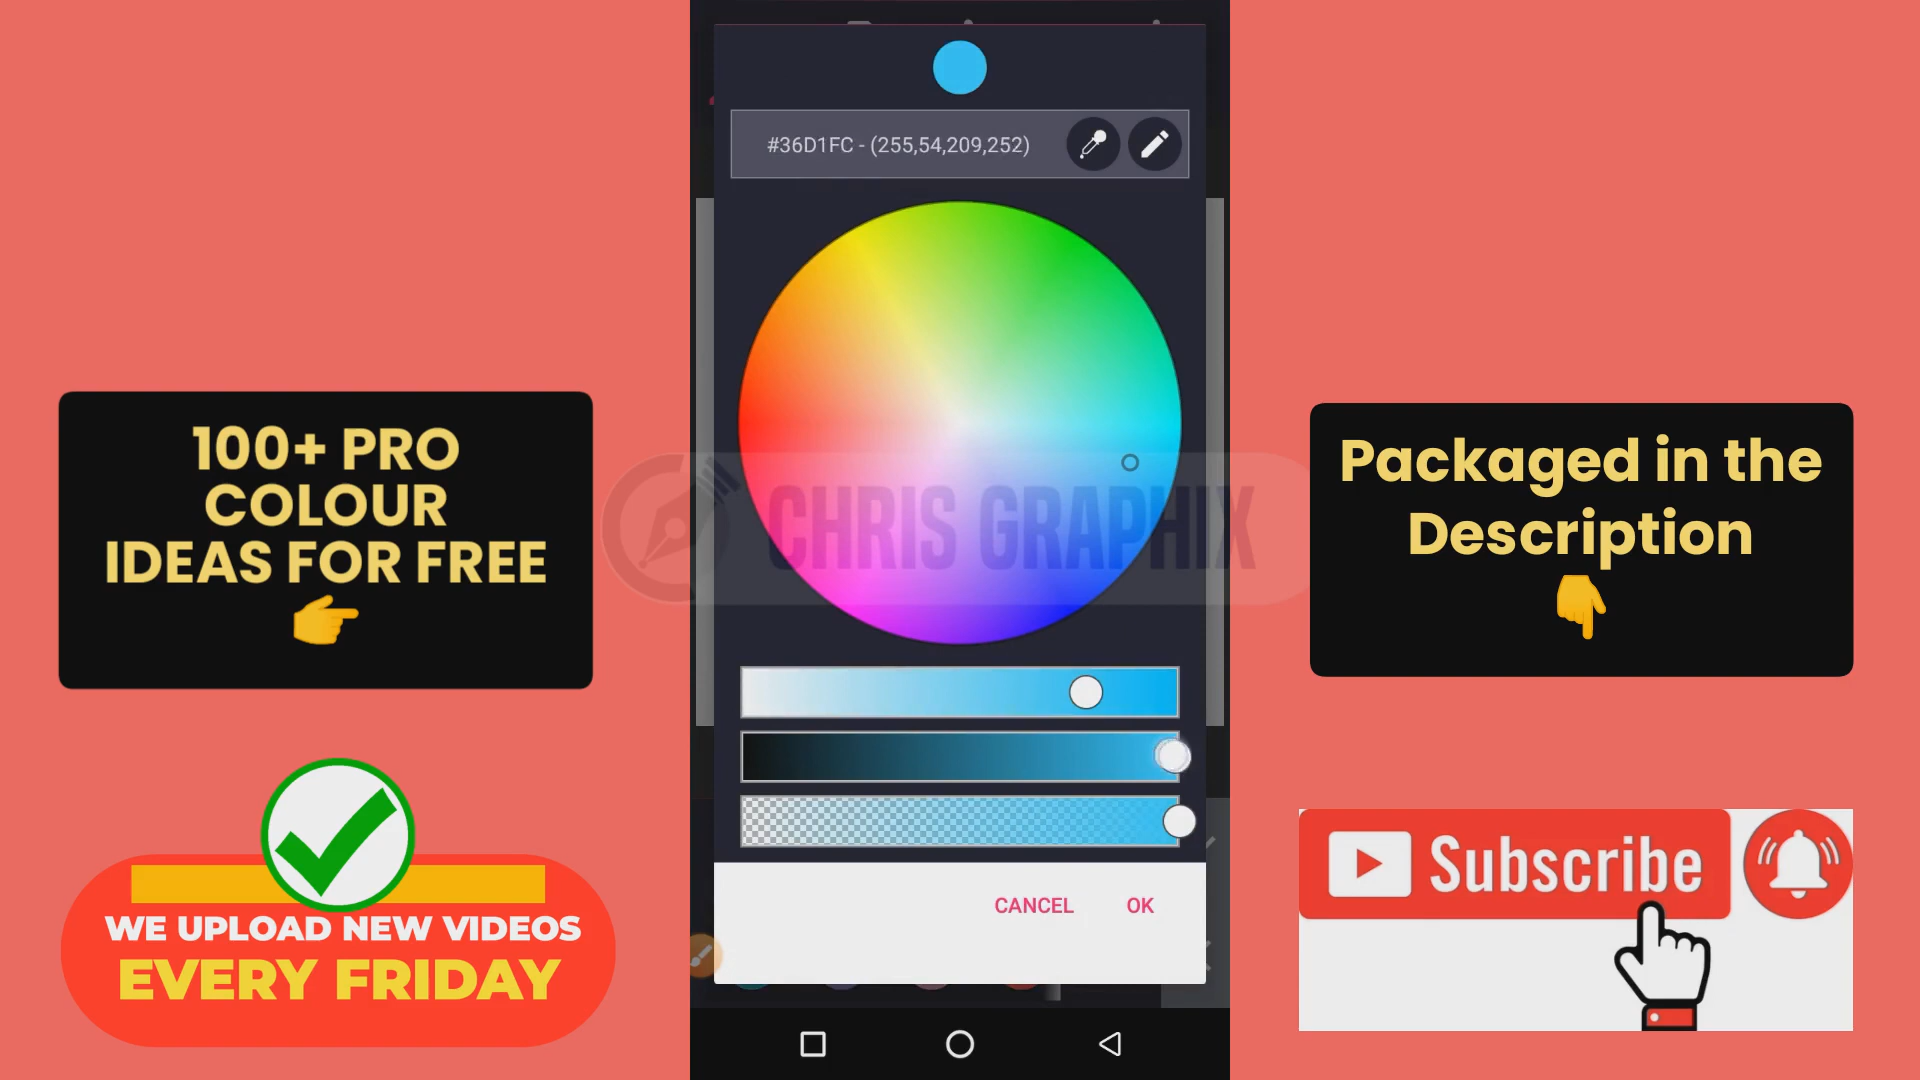 #36D1FC - (255,54,209,252)
100+ PRO
COLOUR
IDEAS FOR FREE
Packaged in the
Description
CHRIS GRAPHIX
CANCEL OK
WE UPLOAD NEW VIDEOS
EVERY FRIDAY
Subscribe